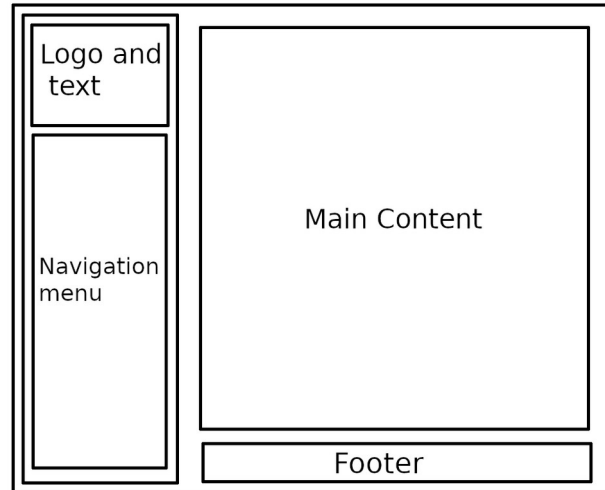 Logo and
text
Navigation
menu
Main Content
Footer